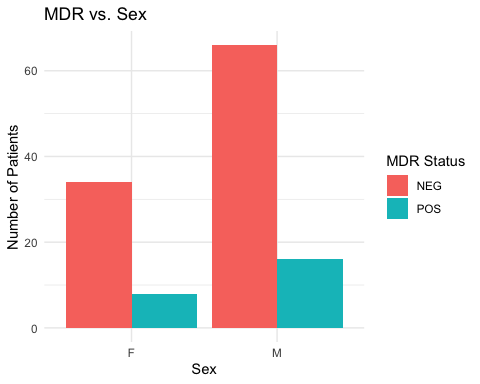 MDR vs. Sex
Number of Patients
60
40
20
0
F
M
Sex
MDR Status
NEG
POS